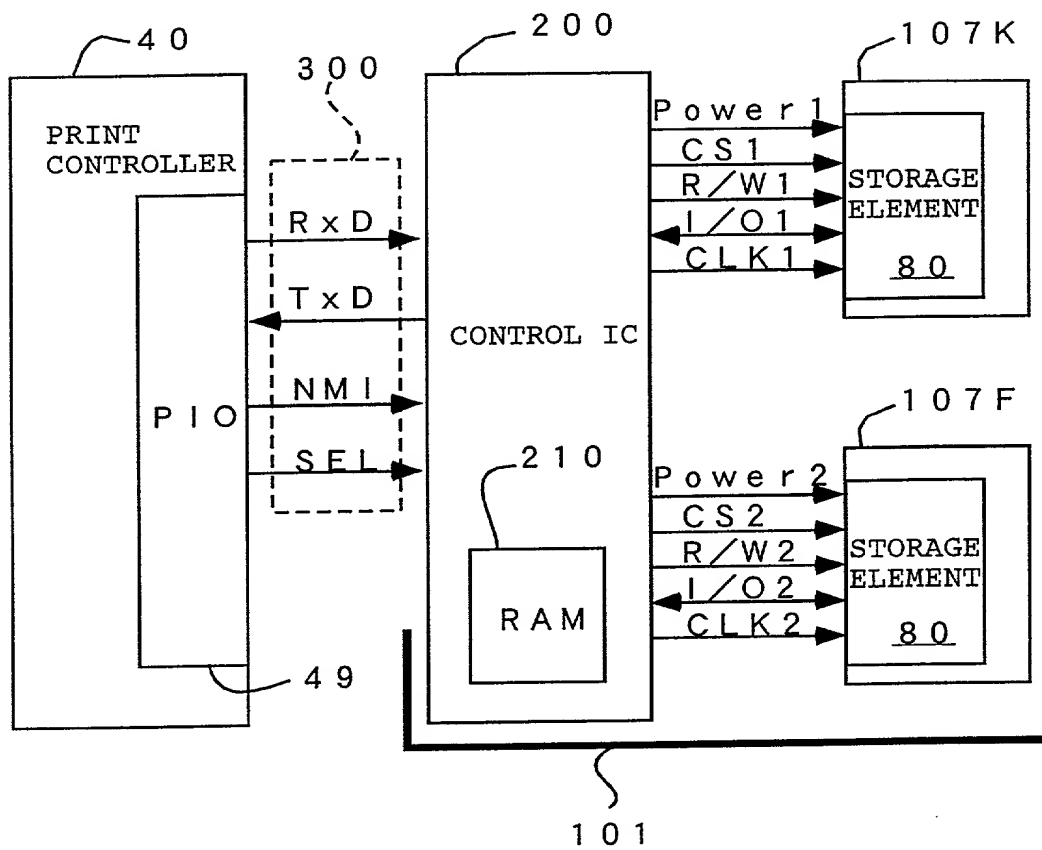 40
200
107K
300
PRINT
CONTROLLER
Power1
CS1
R/W1
I/O1
CLK1
STORAGE
ELEMENT
80
RxD
TxD
CONTROL IC
NMI
PIO
SEL
107F
210
Power2
CS2
R/W2
I/O2
CLK2
STORAGE
ELEMENT
80
RAM
49
101